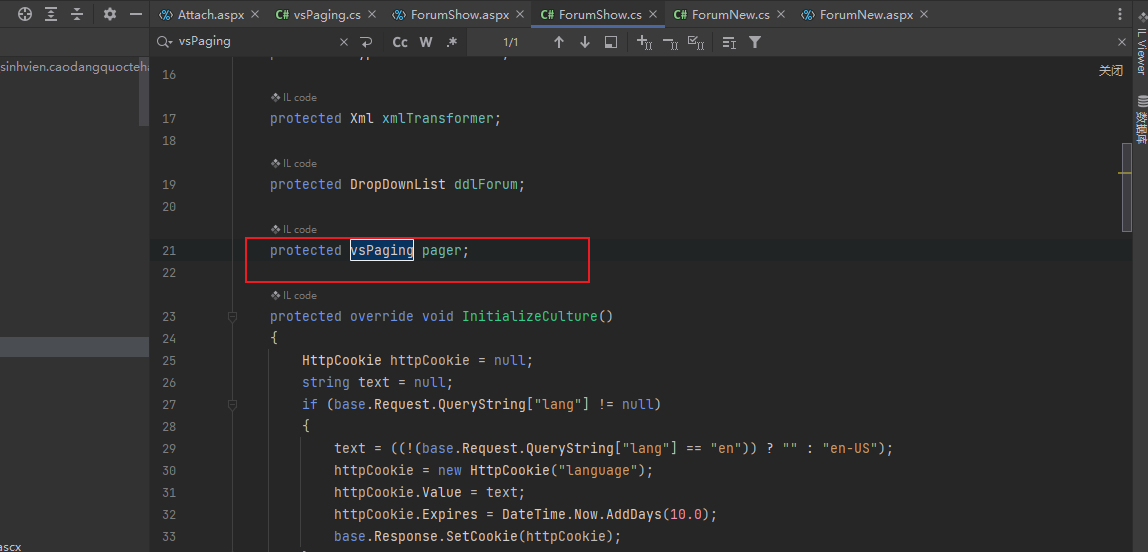 Attach.aspx × C# vsPaging.cs × ForumShow.aspx × C# ForumShow.cs × C# ForumNew.cs × ForumNew.aspx ×
vsPaging × Cc W .* 1/1 ×
sinhvien.caodangquocteha
关闭
IL Viewer
数据库
16
IL code
17 protected Xml xmlTransformer;
18
IL code
19 protected DropDownList ddlForum;
20
IL code
21 protected vsPaging pager;
22
IL code
23 protected override void InitializeCulture()
24 {
25 HttpCookie httpCookie = null;
26 string text = null;
27 if (base.Request.QueryString["lang"] != null)
28 {
29 text = ((!(base.Request.QueryString["lang"] == "en")) ? "" : "en-US");
30 httpCookie = new HttpCookie("language");
31 httpCookie.Value = text;
32 httpCookie.Expires = DateTime.Now.AddDays(10.0);
33 base.Response.SetCookie(httpCookie);
ascx